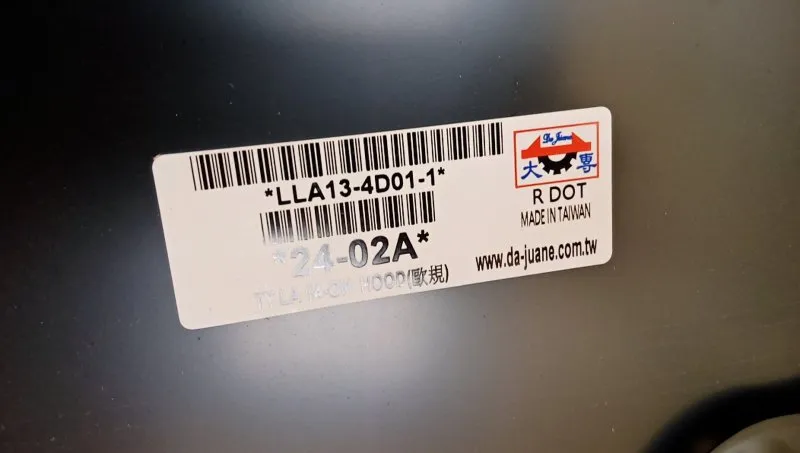 *LLA13-4D01-1*
*24-02A*
HOOD(歐規)
Da Juane
大 專
R DOT
MADE IN TAIWAN
www.da-juane.com.tw